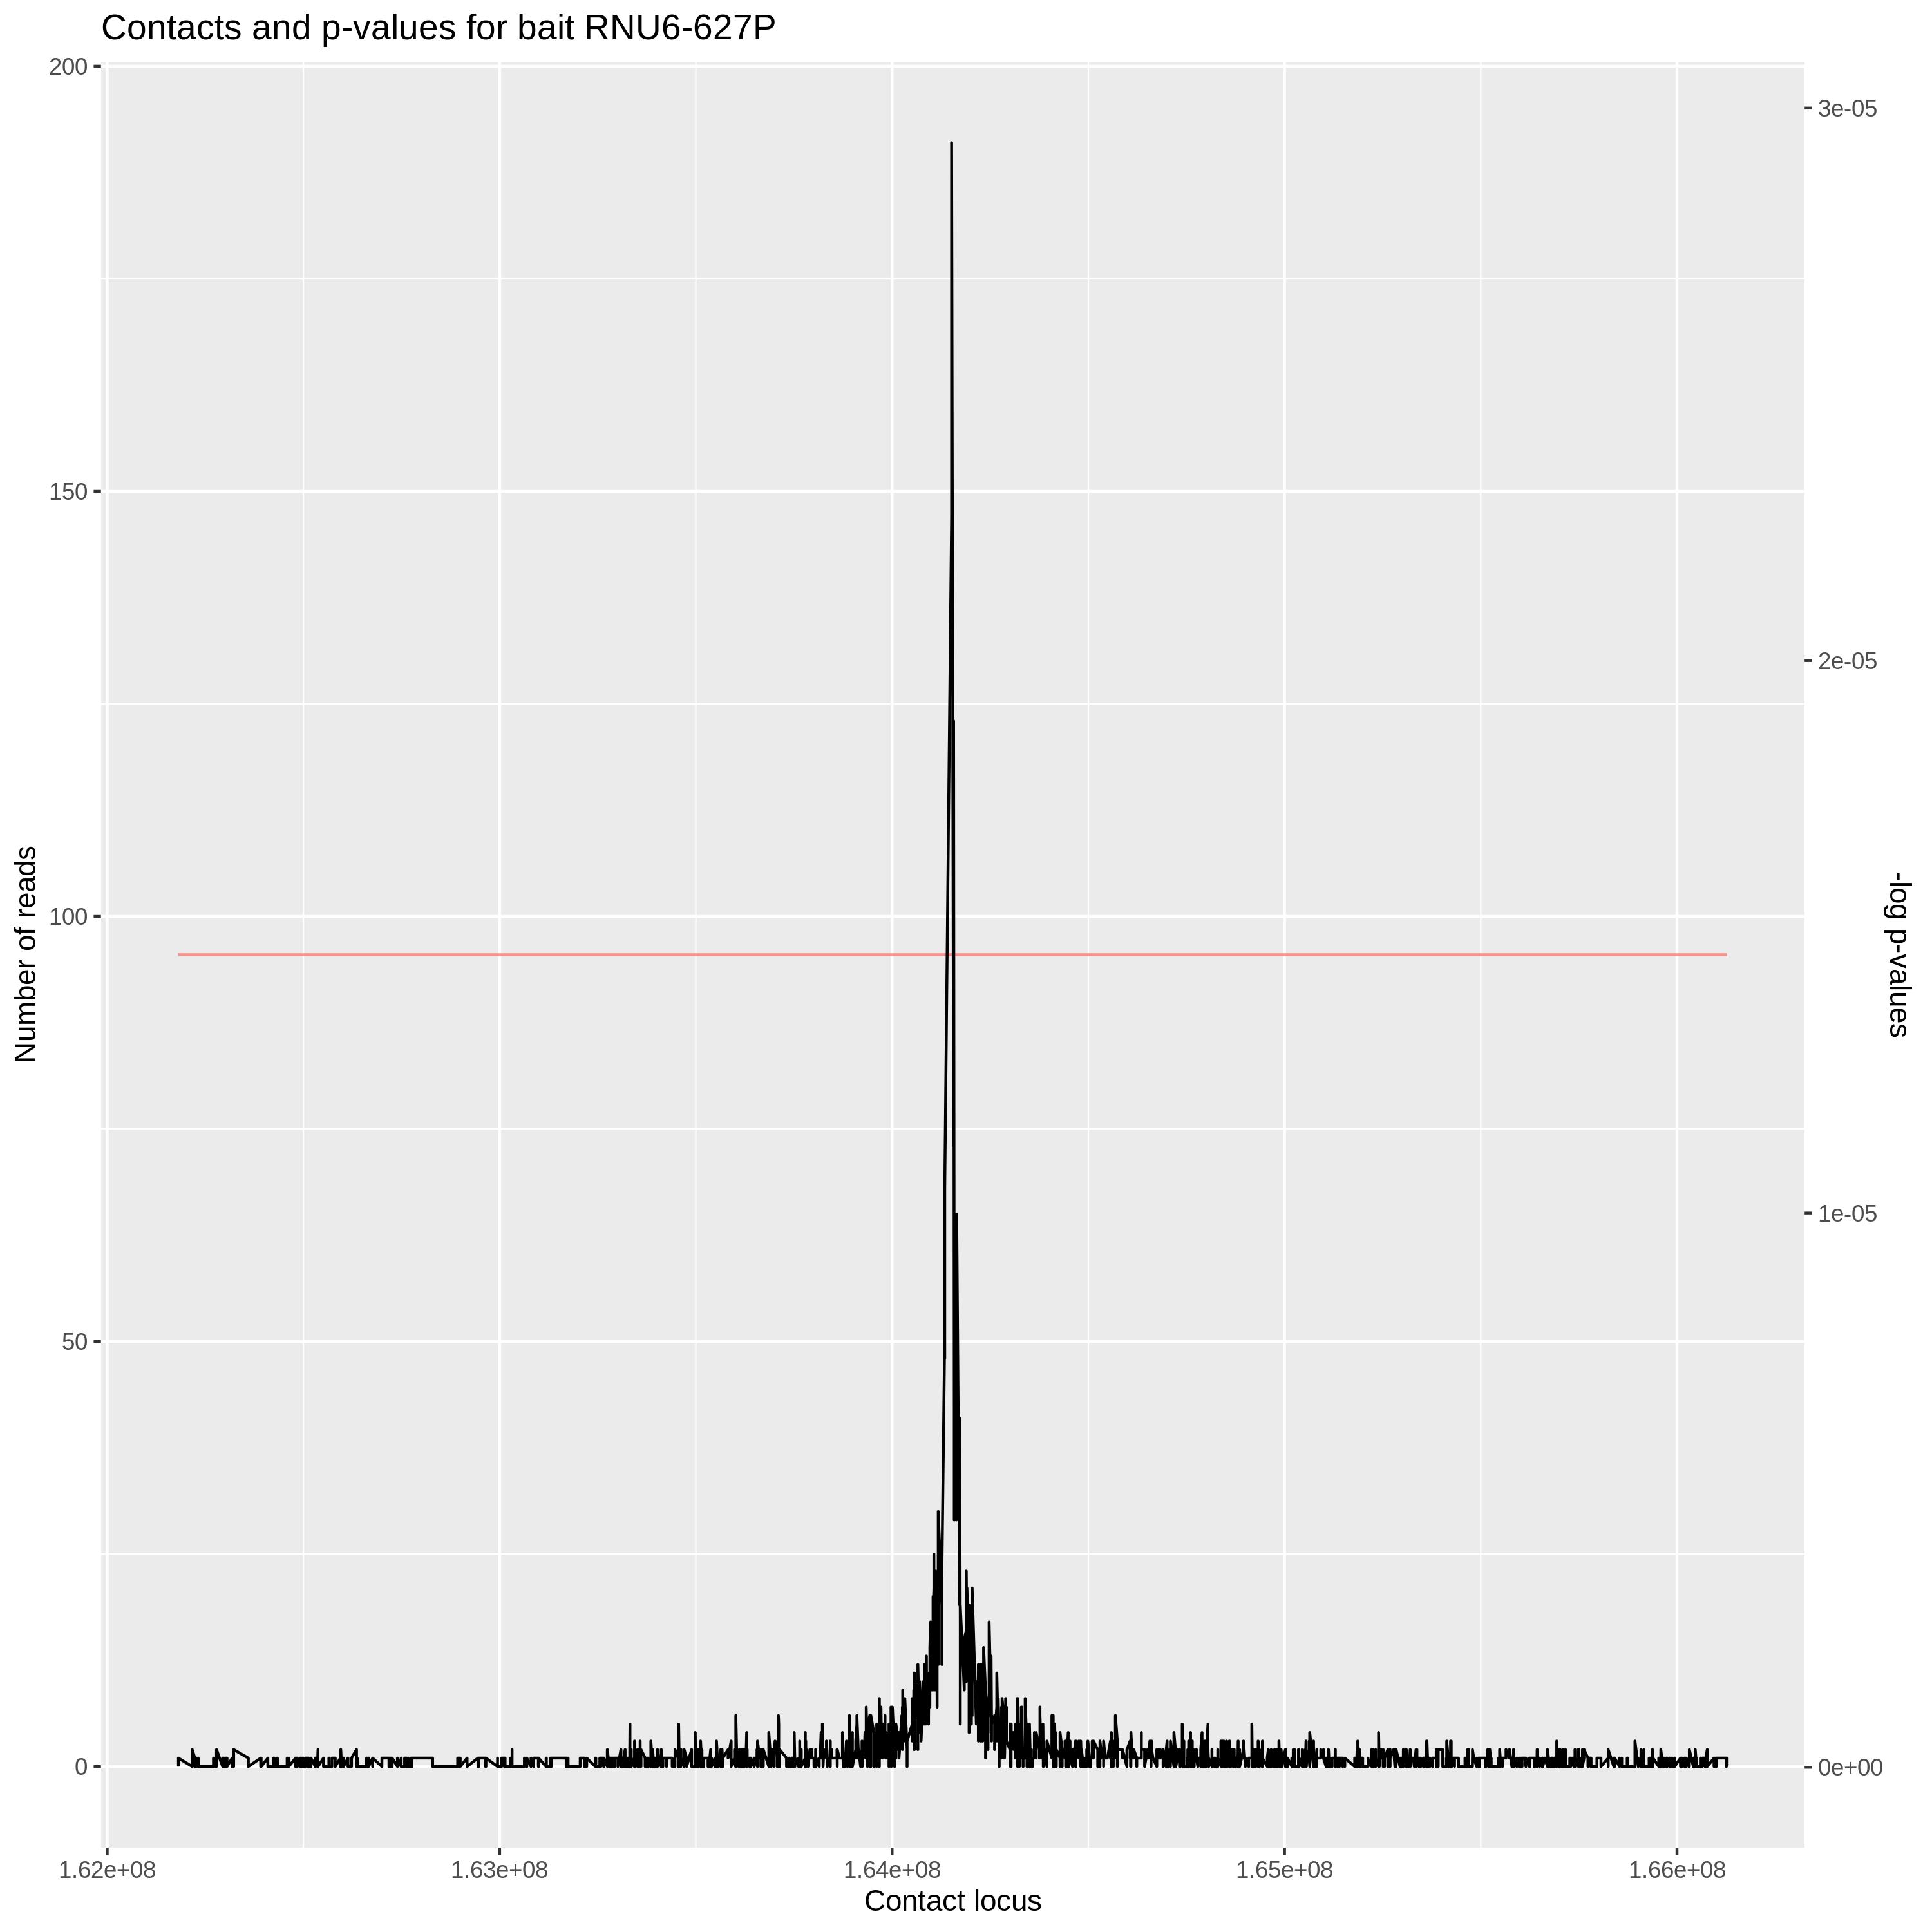 Contacts and p-values for bait RNU6-627P
200
150
100
50
0
Number of reads
3e-05
2e-05
1e-05
0e+00
-log p-values
1.62e+08
1.63e+08
1.64e+08
1.65e+08
1.66e+08
Contact locus